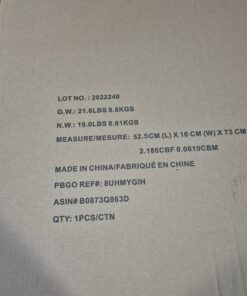 LOT NO. : 2022240
G.W.: 21.6LBS 9.8KGS
N.W.: 19.0LBS 8.61KGS
MEASURE/MESURE: 52.5CM (L) X 16 CM (W) X 73 CM
2.186CBF 0.0619CBM
MADE IN CHINA/FABRIQUÉ EN CHINE
PBGO REF#: 8UHMYGIH
ASIN# B0873Q863D
QTY: 1PCS/CTN